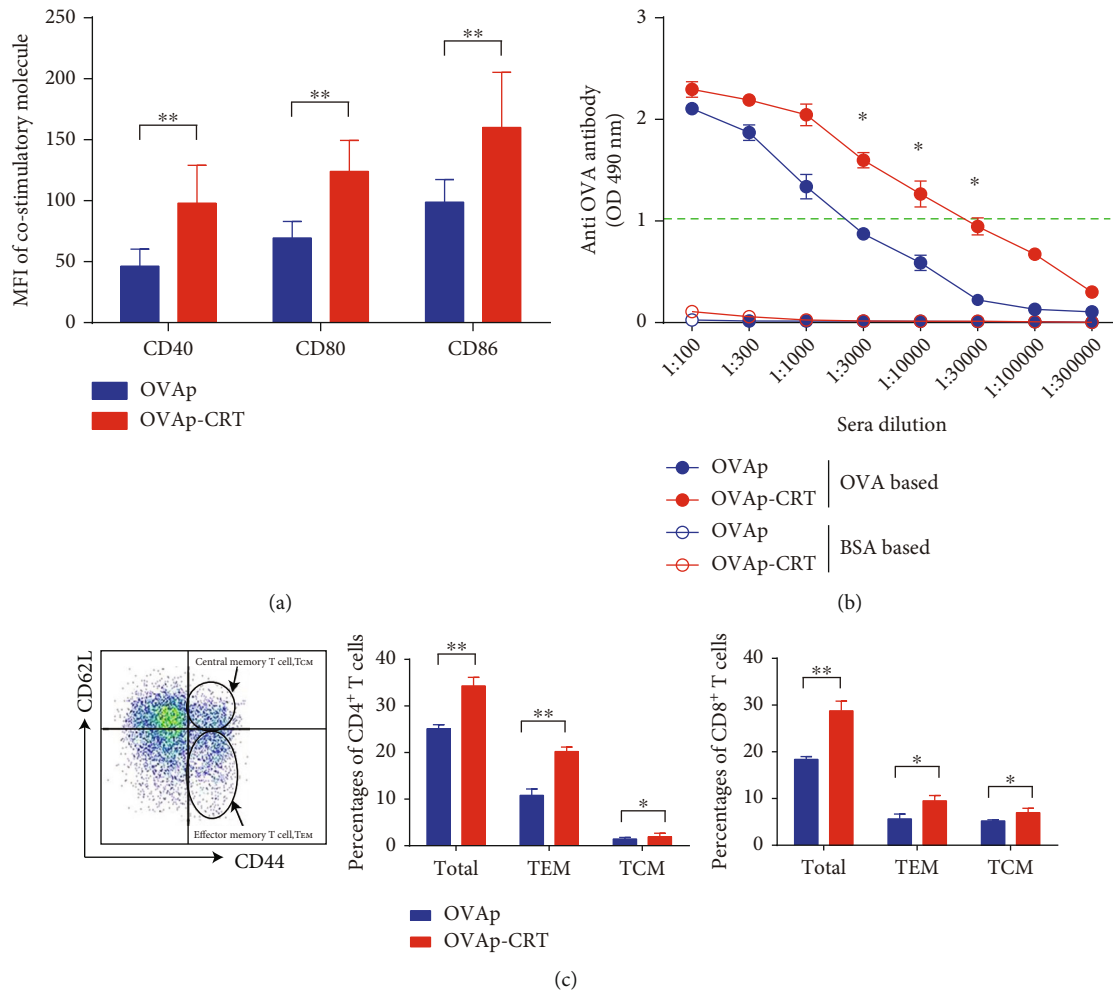 250
200
150
100
50
0
MFI of co-stimulatory molecule
**
**
**
CD40
CD80
CD86
OVAp
OVAp-CRT
(a)
3
2
1
0
Anti OVA antibody
(OD 490 nm)
*
*
*
1:100
1:300
1:1000
1:3000
1:10000
1:30000
1:100000
1:300000
Sera dilution
OVAp
OVAp-CRT
OVA based
OVAp
OVAp-CRT
BSA based
(b)
CD62L
Central memory T cell,TCM
Effector memory T cell,TEM
CD44
Percentages of CD4+ T cells
40
30
20
10
0
**
**
*
Total
TEM
TCM
Percentages of CD8+ T cells
40
30
20
10
0
**
*
*
Total
TEM
TCM
OVAp
OVAp-CRT
(c)